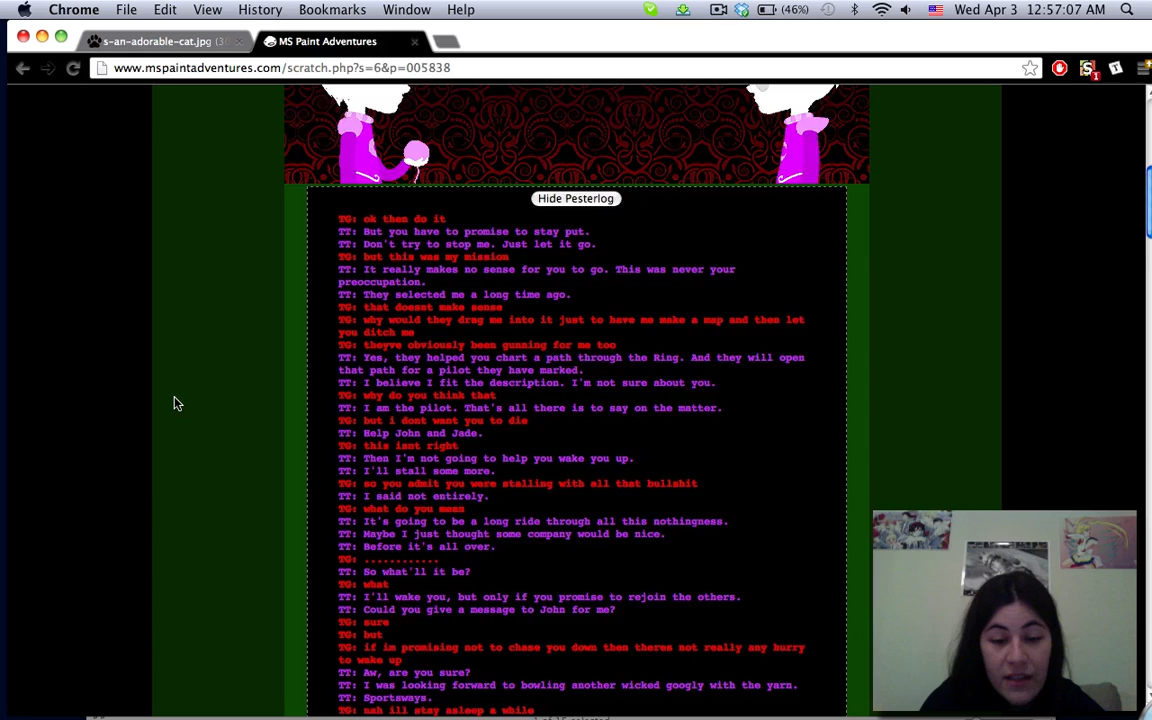 Chrome File Edit View History Bookmarks Window Help (46%) Wed Apr 3 12:57:07 AM
s-an-adorable-cat.jpg (3 MS Paint Adventures
www.mspaintadventures.com/scratch.php?s=6&p=005838
Hide Pesterlog
TG: ok then do it
TT: But you have to promise to stay put.
TT: Don't try to stop me. Just let it go.
TG: but this was my mission
TT: It really makes no sense for you to go. This was never your
preoccupation.
TT: They selected me a long time ago.
TG: that doesnt make sense
TG: why would they drag me into it just to have me make a map and then let
you ditch me
TG: theyve obviously been gunning for me too
TT: Yes, they helped you chart a path through the Ring. And they will open
that path for a pilot they have marked.
TT: I believe I fit the description. I'm not sure about you.
TG: why do you think that
TT: I am the pilot. That's all there is to say on the matter.
TG: but i dont want you to die
TT: Help John and Jade.
TG: this isnt right
TT: Then I'm not going to help you wake you up.
TT: I'll stall some more.
TG: so you admit you were stalling with all that bullshit
TT: I said not entirely.
TG: what do you mean
TT: It's going to be a long ride through all this nothingness.
TT: Maybe I just thought some company would be nice.
TT: Before it's all over.
TG: ............
TT: So what'll it be?
TG: what
TT: I'll wake you, but only if you promise to rejoin the others.
TT: Could you give a message to John for me?
TG: sure
TG: but
TG: if im promising not to chase you down then theres not really any hurry
to wake up
TT: Aw, are you sure?
TT: I was looking forward to bowling another wicked googly with the yarn.
TT: Sportsways.
TG: nah ill stay asleep a while